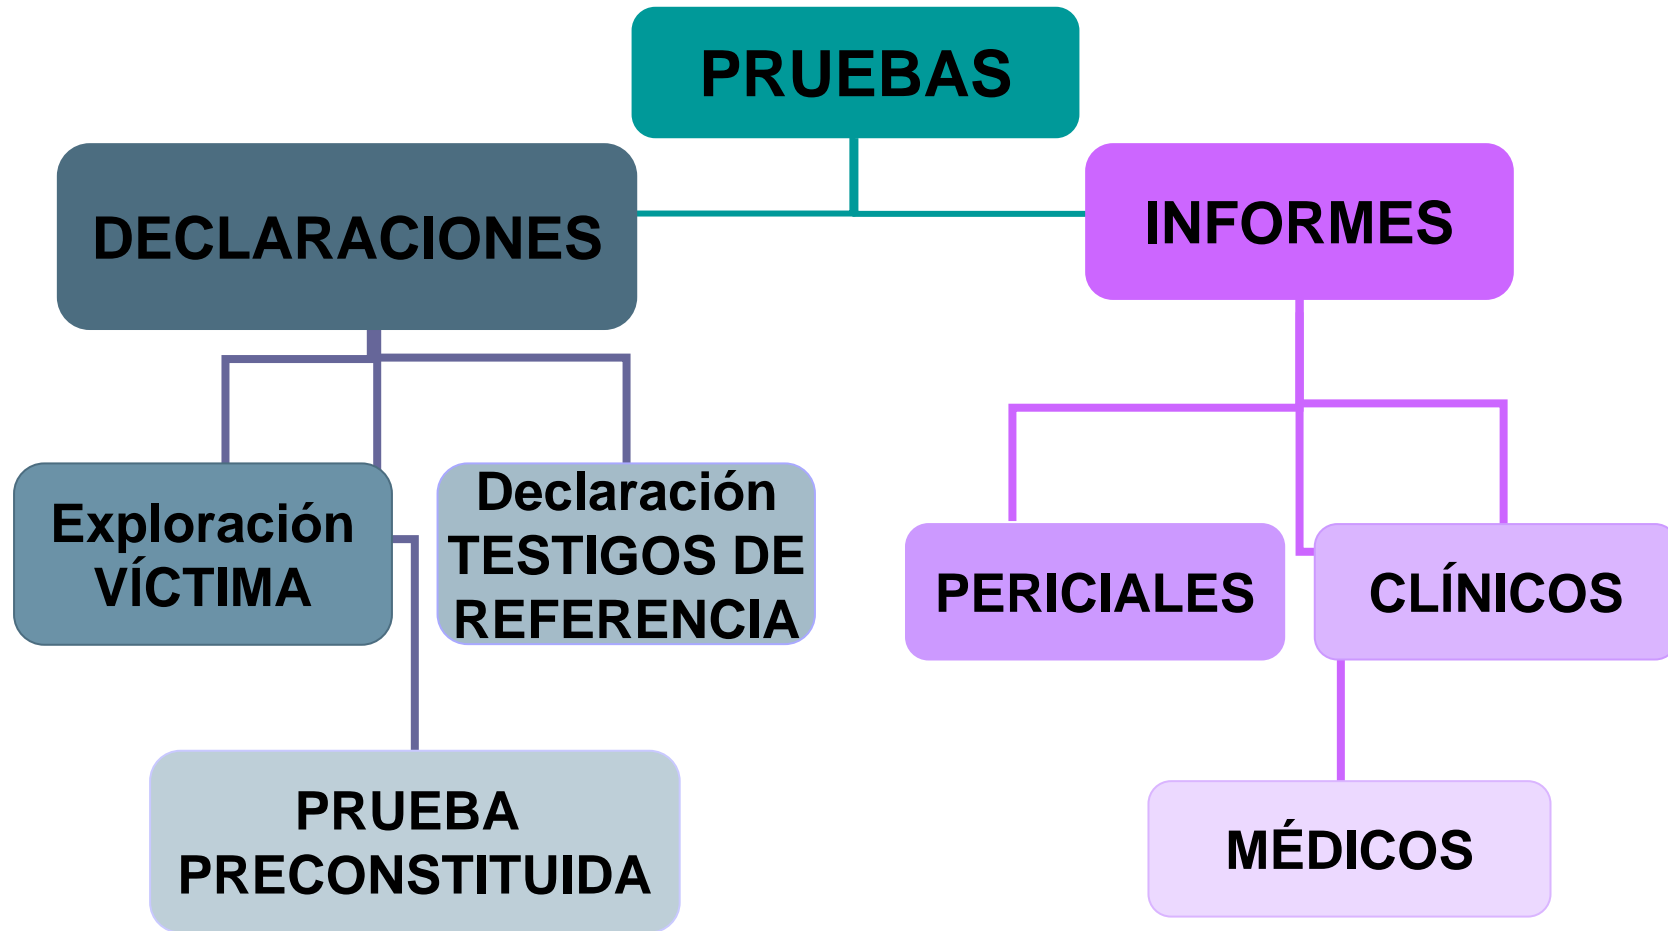 PRUEBAS
DECLARACIONES
INFORMES
Exploración
VÍCTIMA
Declaración
TESTIGOS DE
REFERENCIA
PERICIALES
CLÍNICOS
PRUEBA
PRECONSTITUIDA
MÉDICOS